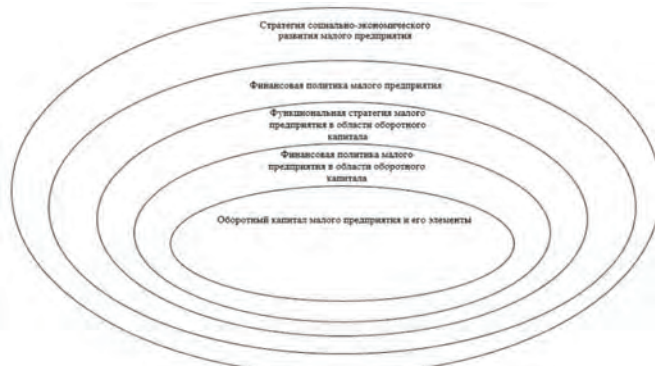 Стратегия социально-экономического
развития малого предприятия
Финансовая политика малого предприятия
Функциональная стратегия малого
предприятия в области оборотного
капитала
Финансовая политика малого
предприятия в области оборотного
капитала
Оборотный капитал малого предприятия и его элементы